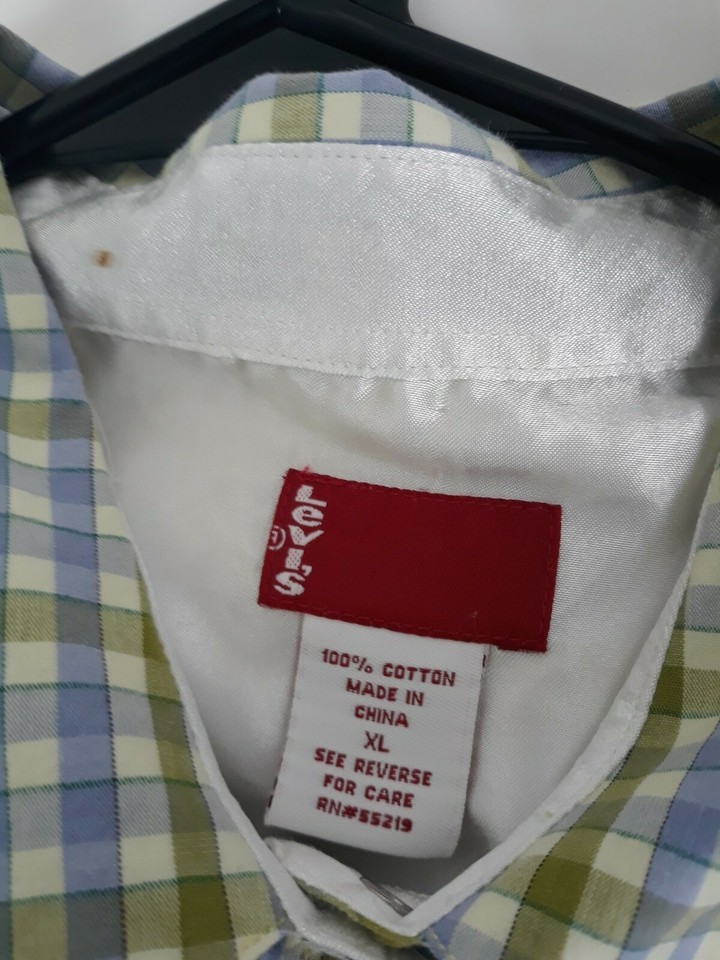 LEVI'S
®
100% COTTON
MADE IN
CHINA
XL
SEE REVERSE
FOR CARE
RN#55219